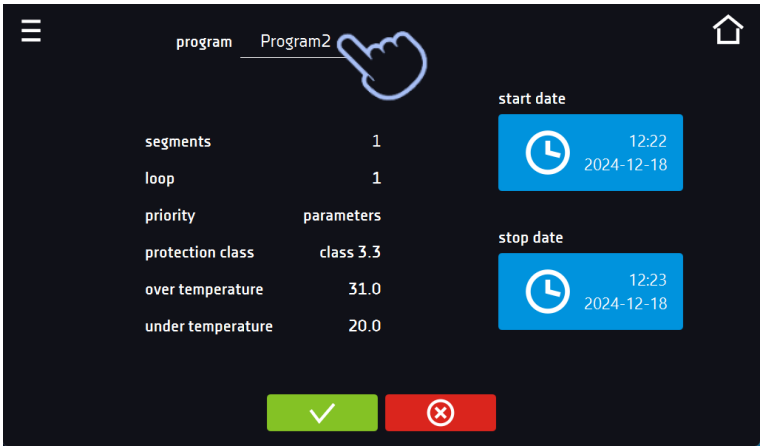 program Program2
segments 1
loop 1
priority parameters
protection class class 3.3
over temperature 31.0
under temperature 20.0
start date
12:22
2024-12-18
stop date
12:23
2024-12-18